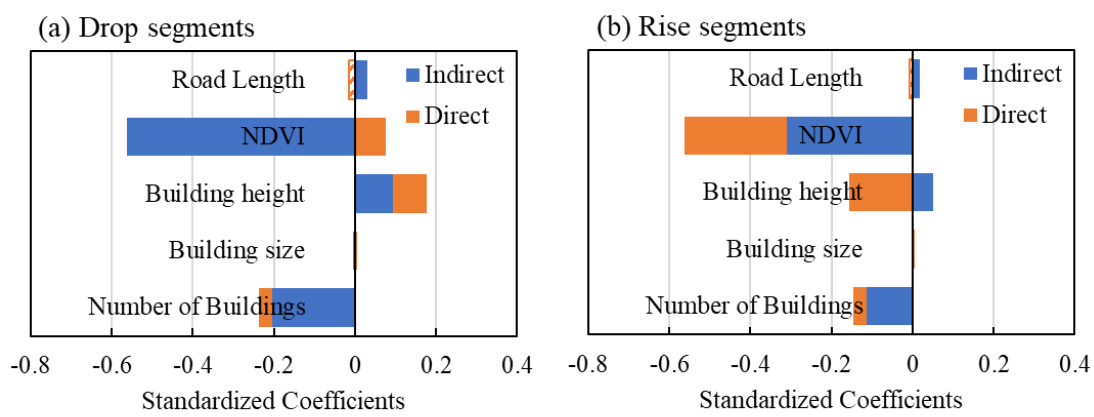 (a) Drop segments
Road Length
NDVI
Building height
Building size
Number of Buildings
Indirect
Direct
-0.8 -0.6 -0.4 -0.2 0 0.2 0.4
Standardized Coefficients
(b) Rise segments
Road Length
NDVI
Building height
Building size
Number of Buildings
Indirect
Direct
-0.8 -0.6 -0.4 -0.2 0 0.2 0.4
Standardized Coefficients